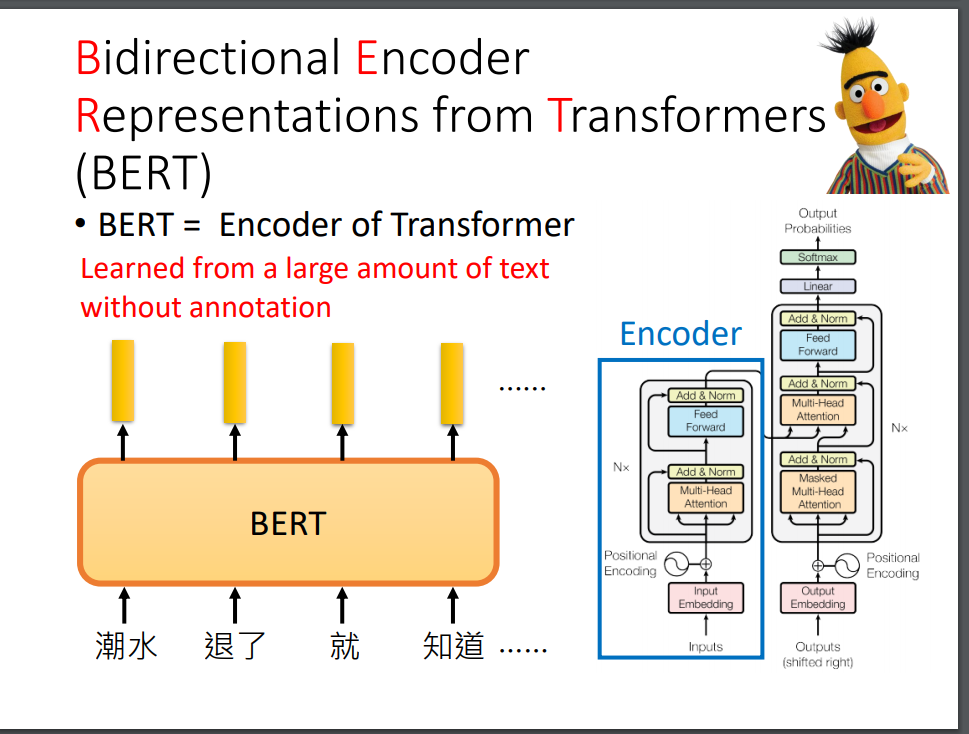 Bidirectional Encoder
Representations from Transformers
(BERT)
• BERT = Encoder of Transformer
Learned from a large amount of text
without annotation
......
BERT
潮水 退了 就 知道 ......
Encoder
Output
Probabilities
Softmax
Linear
Add & Norm
Feed
Forward
Add & Norm
Multi-Head
Attention
Nx
Add & Norm
Masked
Multi-Head
Attention
Positional
Encoding
Output
Embedding
Outputs
(shifted right)
Add & Norm
Feed
Forward
Nx
Add & Norm
Multi-Head
Attention
Positional
Encoding
Input
Embedding
Inputs